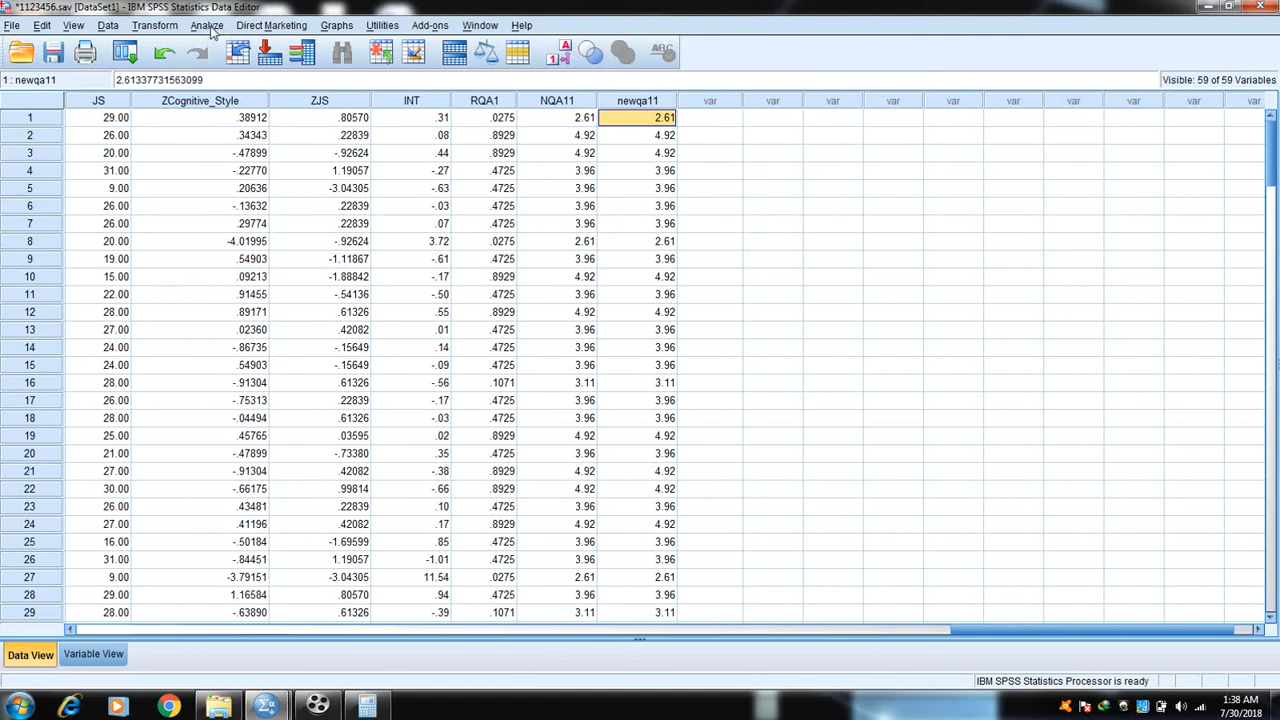 *1123456.sav [DataSet1] - IBM SPSS Statistics Data Editor
File Edit View Data Transform Analyze Direct Marketing Graphs Utilities Add-ons Window Help
1 : newqa11 2.61337731563099 Visible: 59 of 59 Variables
JS ZCognitive_Style ZJS INT RQA1 NQA11 newqa11 var var var var var var var var var var
1 29.00 .38912 .80570 .31 .0275 2.61 2.61
2 26.00 .34343 .22839 .08 .8929 4.92 4.92
3 20.00 -.47899 -.92624 .44 .8929 4.92 4.92
4 31.00 -.22770 1.19057 -.27 .4725 3.96 3.96
5 9.00 .20636 -3.04305 -.63 .4725 3.96 3.96
6 26.00 -.13632 .22839 -.03 .4725 3.96 3.96
7 26.00 .29774 .22839 .07 .4725 3.96 3.96
8 20.00 -4.01995 -.92624 3.72 .0275 2.61 2.61
9 19.00 .54903 -1.11867 -.61 .4725 3.96 3.96
10 15.00 .09213 -1.88842 -.17 .8929 4.92 4.92
11 22.00 .91455 -.54136 -.50 .4725 3.96 3.96
12 28.00 .89171 .61326 .55 .8929 4.92 4.92
13 27.00 .02360 .42082 .01 .4725 3.96 3.96
14 24.00 -.86735 -.15649 .14 .4725 3.96 3.96
15 24.00 .54903 -.15649 -.09 .4725 3.96 3.96
16 28.00 -.91304 .61326 -.56 .1071 3.11 3.11
17 26.00 -.75313 .22839 -.17 .4725 3.96 3.96
18 28.00 -.04494 .61326 -.03 .4725 3.96 3.96
19 25.00 .45765 .03595 .02 .8929 4.92 4.92
20 21.00 -.47899 -.73380 .35 .4725 3.96 3.96
21 27.00 -.91304 .42082 -.38 .8929 4.92 4.92
22 30.00 -.66175 .99814 -.66 .8929 4.92 4.92
23 26.00 .43481 .22839 .10 .4725 3.96 3.96
24 27.00 .41196 .42082 .17 .8929 4.92 4.92
25 16.00 -.50184 -1.69599 .85 .4725 3.96 3.96
26 31.00 -.84451 1.19057 -1.01 .4725 3.96 3.96
27 9.00 -3.79151 -3.04305 11.54 .0275 2.61 2.61
28 29.00 1.16584 .80570 .94 .4725 3.96 3.96
29 28.00 -.63890 .61326 -.39 .1071 3.11 3.11
Data View Variable View
IBM SPSS Statistics Processor is ready
1:38 AM
7/30/2018